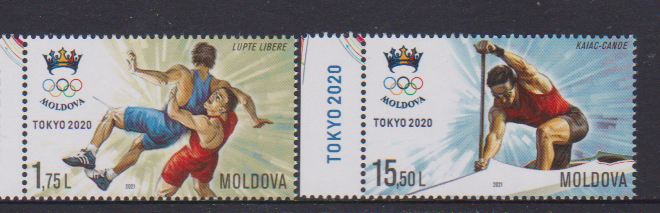 LUPTE LIBERE
MOLDOVA
TOKYO 2020
1,75 L
2021
MOLDOVA
TOKYO 2020
KAIAC-CANOE
MOLDOVA
TOKYO 2020
15,50 L
2021
MOLDOVA